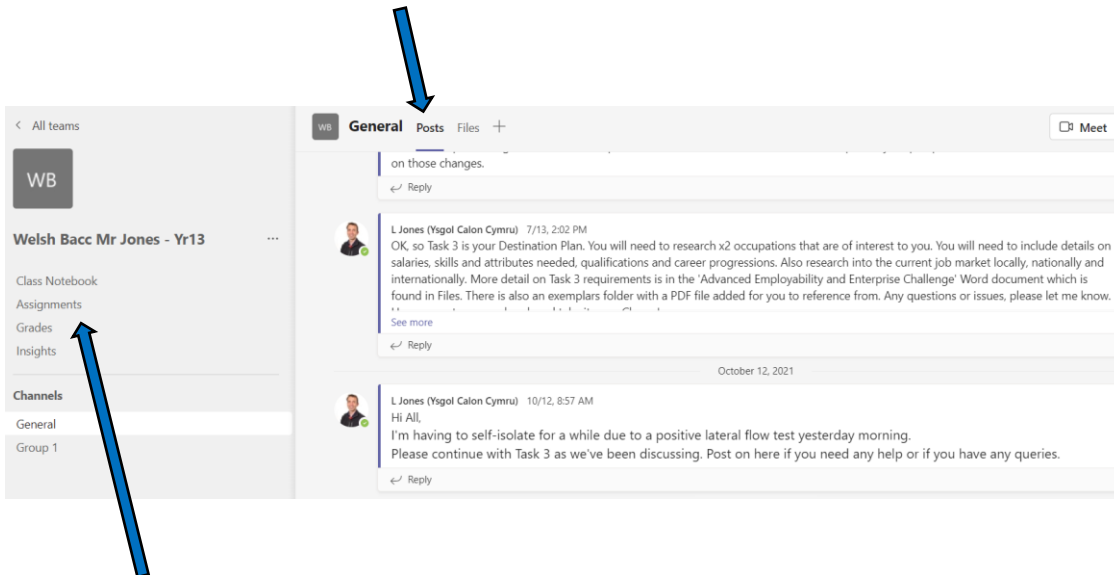 All teams
WB
Welsh Bacc Mr Jones - Yr13 ...
Class Notebook
Assignments
Grades
Insights
Channels
General
Group 1
WB General Posts Files +
Meet
on those changes.
Reply
L Jones (Ysgol Calon Cymru) 7/13, 2:02 PM
OK, so Task 3 is your Destination Plan. You will need to research x2 occupations that are of interest to you. You will need to include details on
salaries, skills and attributes needed, qualifications and career progressions. Also research into the current job market locally, nationally and
internationally. More detail on Task 3 requirements is in the 'Advanced Employability and Enterprise Challenge' Word document which is
found in Files. There is also an exemplars folder with a PDF file added for you to reference from. Any questions or issues, please let me know.
See more
Reply
October 12, 2021
L Jones (Ysgol Calon Cymru) 10/12, 8:57 AM
Hi All,
I'm having to self-isolate for a while due to a positive lateral flow test yesterday morning.
Please continue with Task 3 as we've been discussing. Post on here if you need any help or if you have any queries.
Reply